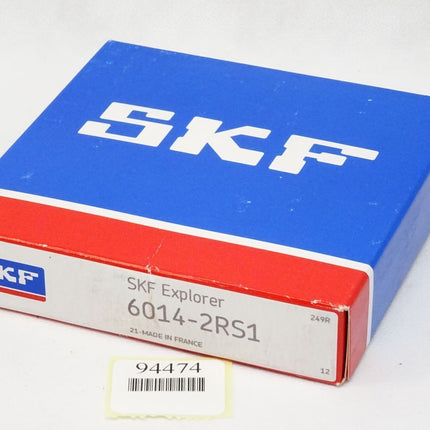 SKF
SKF
SKF Explorer
6014-2RS1
21-MADE IN FRANCE
249R
12
94474